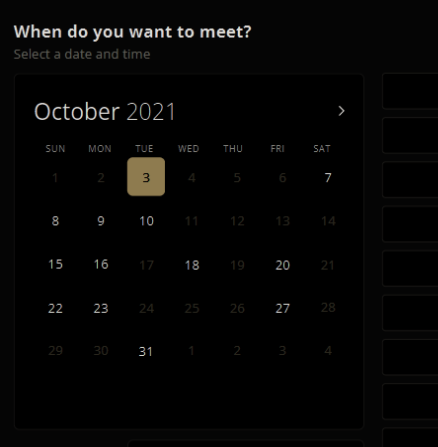 When do you want to meet?
Select a date and time
October 2021 >
SUN MON TUE WED THU FRI SAT
1 2 3 4 5 6 7
8 9 10 11 12 13 14
15 16 17 18 19 20 21
22 23 24 25 26 27 28
29 30 31 1 2 3 4